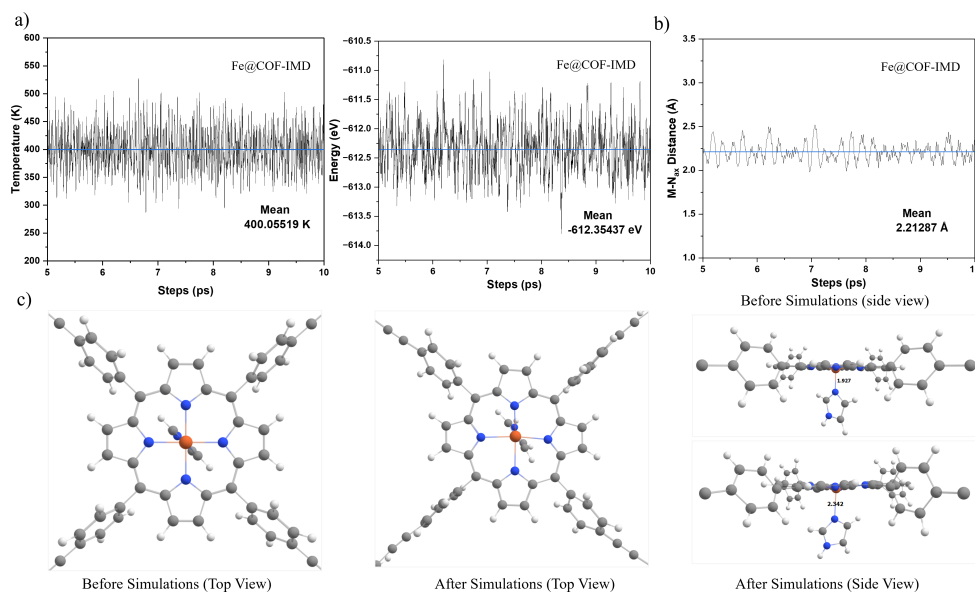 a)
b)
650
600
550
500
450
400
350
300
250
200
5
6
7
8
9
10
Temperature (K)
Steps (ps)
Fe@COF-IMD
Mean
400.05519 K
−610.5
−611.0
−611.5
−612.0
−612.5
−613.0
−613.5
−614.0
5
6
7
8
9
10
Energy (eV)
Steps (ps)
Fe@COF-IMD
Mean
-612.35437 eV
3.5
3.0
2.5
2.0
1.5
1.0
5
6
7
8
9
1
M-Nax Distance (Å)
Steps (ps)
Fe@COF-IMD
Mean
2.21287 Å
c)
Before Simulations (side view)
1.927
2.342
Before Simulations (Top View)
After Simulations (Top View)
After Simulations (Side View)